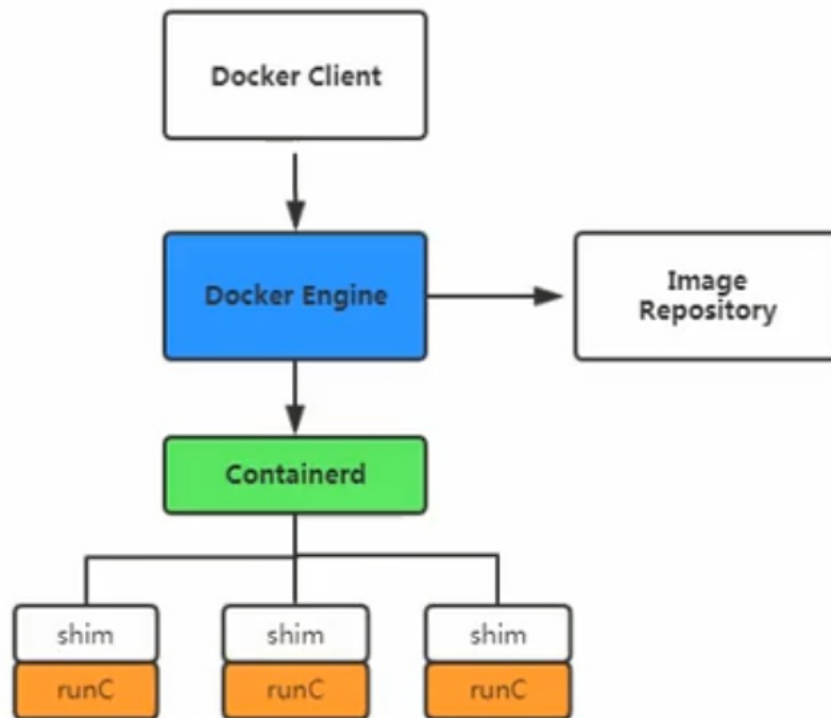 Docker Client
Docker Engine
Image
Repository
Containerd
shim
shim
shim
runC
runC
runC